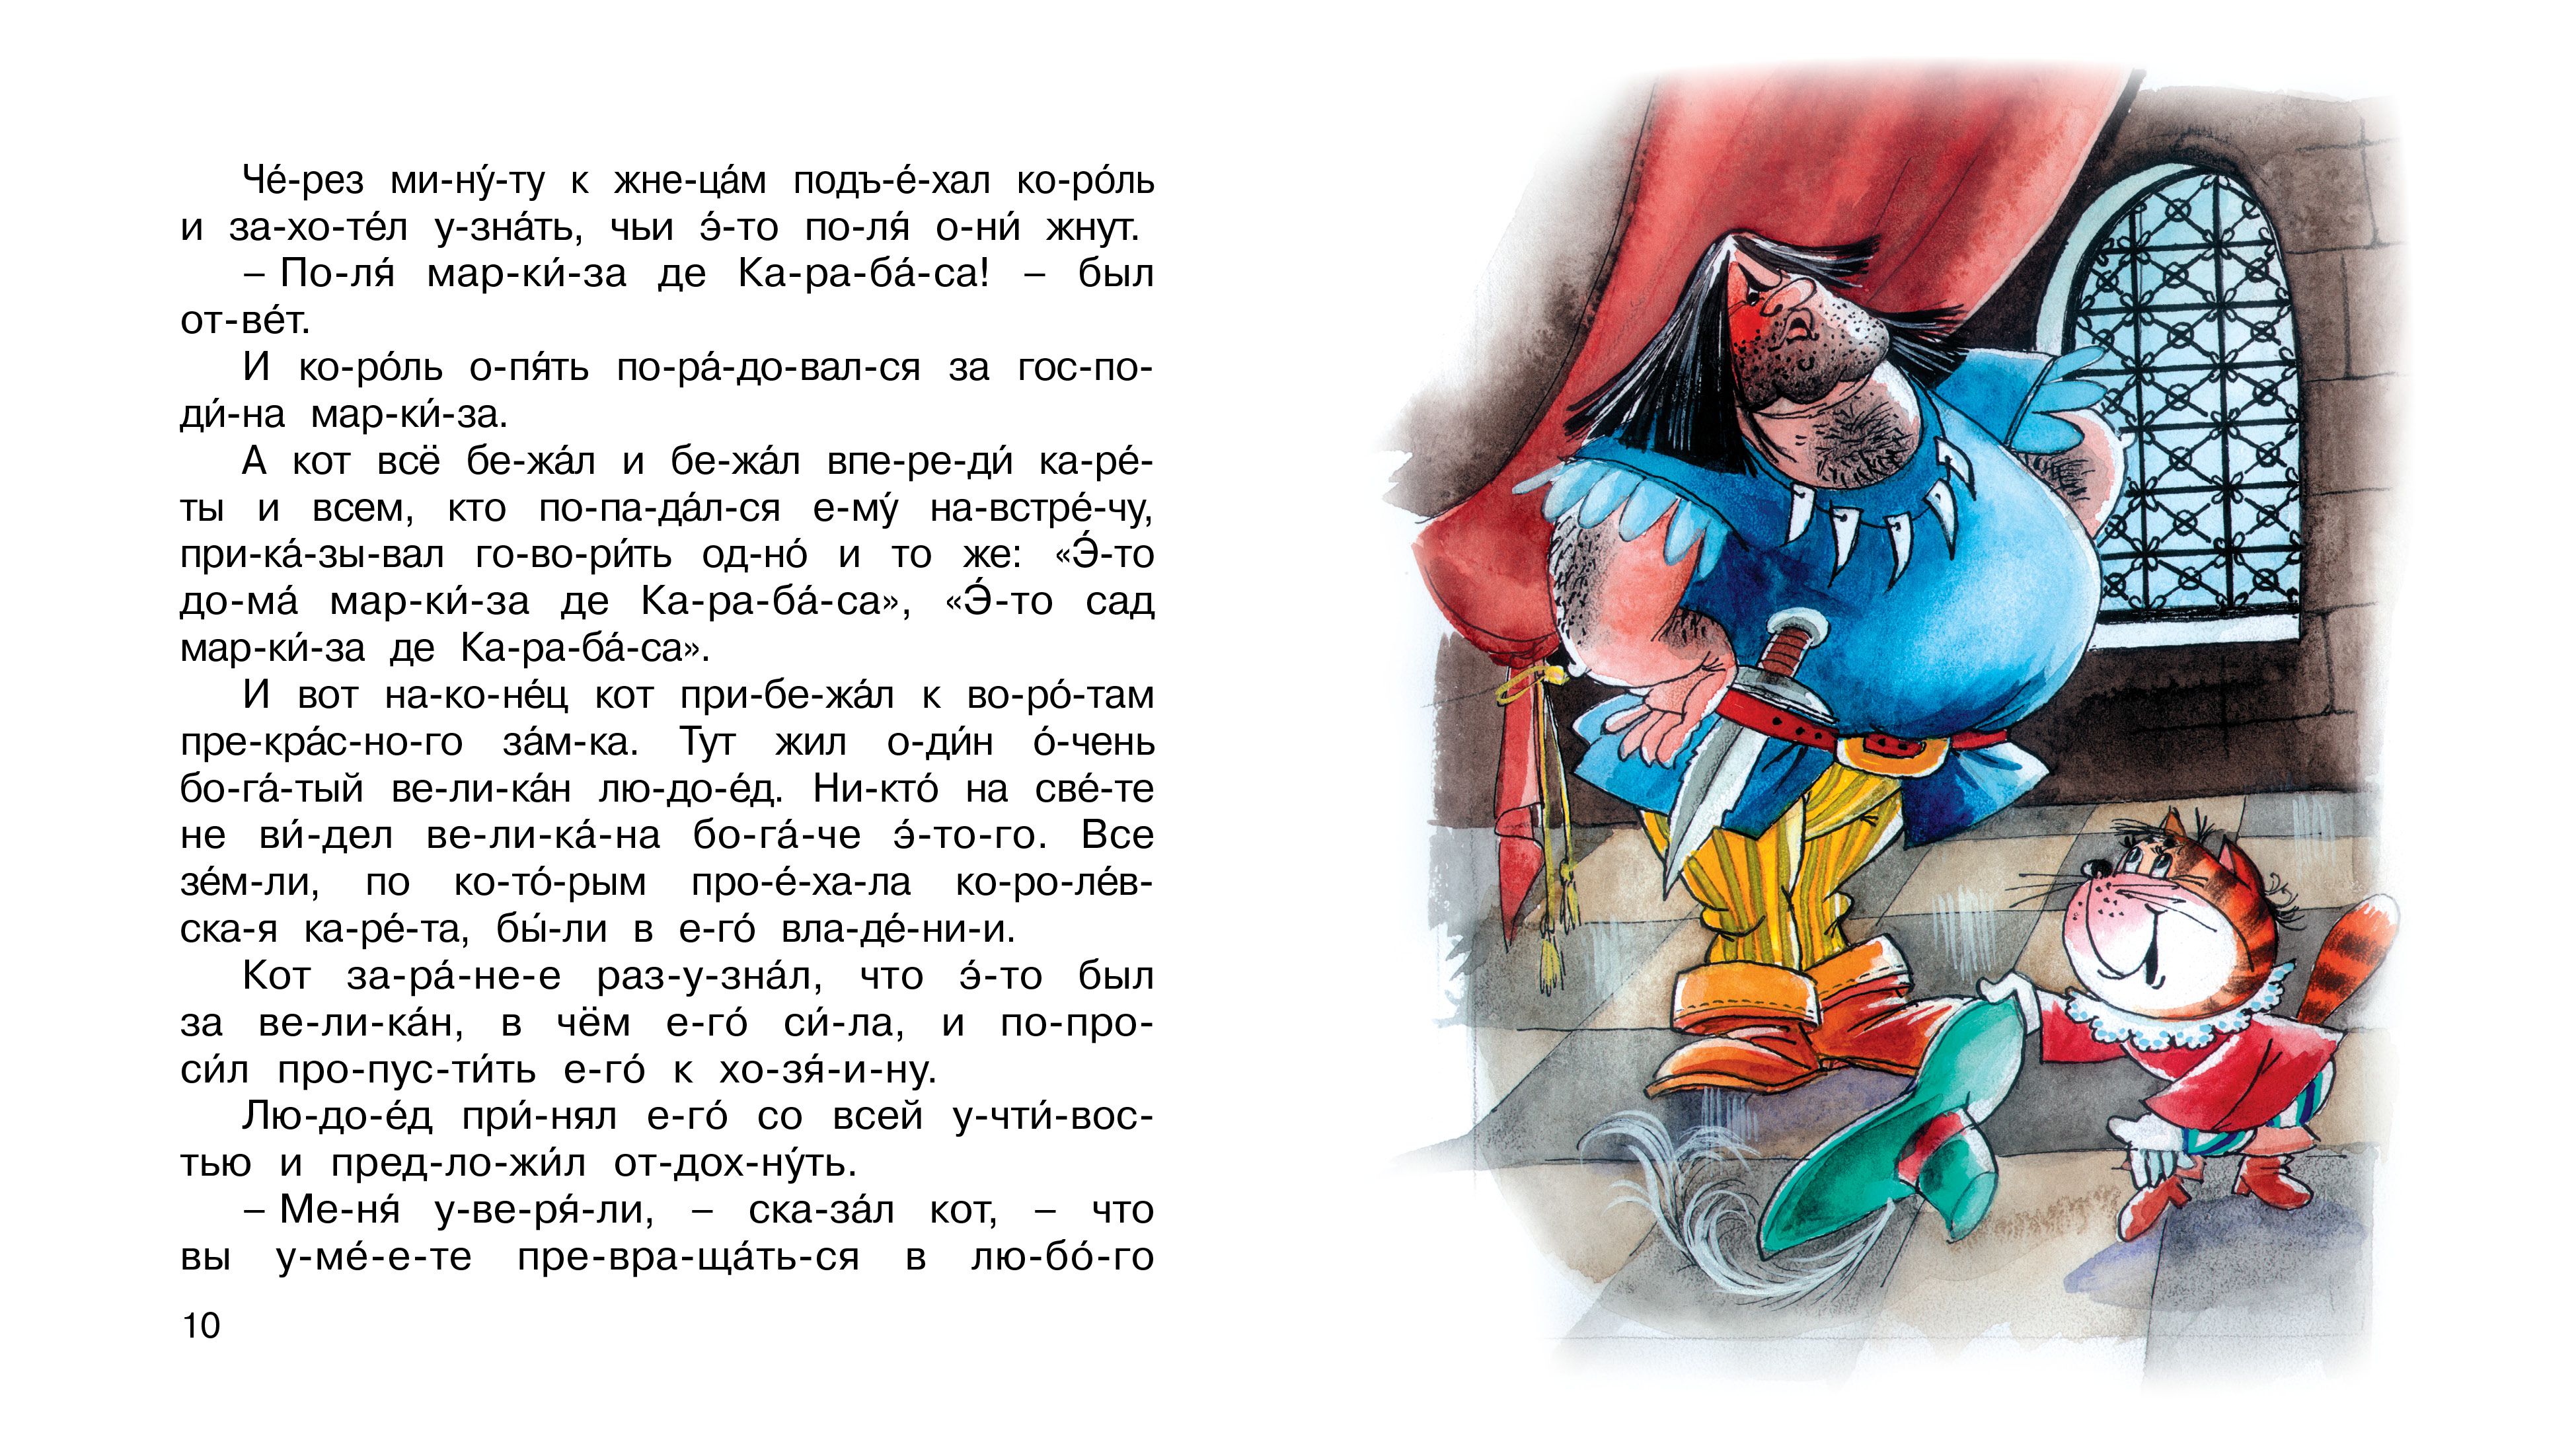 Че́-рез ми-ну́-ту к жне-ца́м подъ-е́-хал ко-ро́ль
и за-хо-те́л у-зна́ть, чьи э́-то по-ля́ о-ни́ жнут.
– По-ля́ мар-ки́-за де Ка-ра-ба́-са! – был
от-ве́т.
И ко-ро́ль о-пя́ть по-ра́-до-вал-ся за гос-по-
ди́-на мар-ки́-за.
А кот всё бе-жа́л и бе-жа́л впе-ре-ди́ ка-ре́-
ты и всем, кто по-па-да́л-ся е-му́ на-встре́-чу,
при-ка́-зы-вал го-во-ри́ть од-но́ и то же: «Э́-то
до-ма́ мар-ки́-за де Ка-ра-ба́-са», «Э́-то сад
мар-ки́-за де Ка-ра-ба́-са».
И вот на-ко-не́ц кот при-бе-жа́л к во-ро́-там
пре-кра́с-но-го за́м-ка. Тут жил о-ди́н о́-чень
бо-га́-тый ве-ли-ка́н лю-до-е́д. Ни-кто́ на све́-те
не ви́-дел ве-ли-ка́-на бо-га́-че э́-то-го. Все
зе́м-ли, по ко-то́-рым про-е́-ха-ла ко-ро-ле́в-
ска-я ка-ре́-та, бы́-ли в е-го́ вла-де́-ни-и.
Кот за-ра́-не-е раз-у-зна́л, что э́-то был
за ве-ли-ка́н, в чём е-го́ си́-ла, и по-про-
си́л про-пус-ти́ть е-го́ к хо-зя́-и-ну.
Лю-до-е́д при́-нял е-го́ со всей у-чти́-вос-
тью и пред-ло-жи́л от-дох-ну́ть.
– Ме-ня́ у-ве-ря́-ли, – ска-за́л кот, – что
вы у-ме́-е-те пре-вра-ща́ть-ся в лю-бо́-го
10